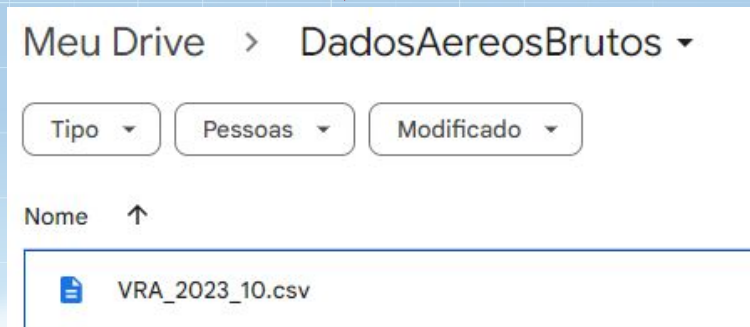 Meu Drive > DadosAereosBrutos
Tipo Pessoas Modificado
Nome
VRA_2023_10.csv